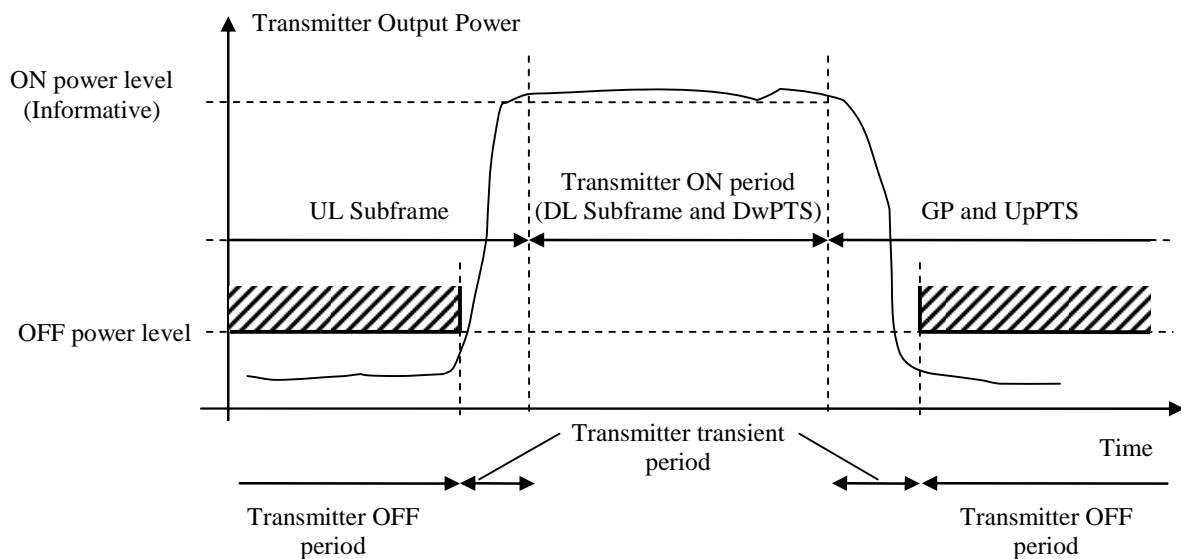 Transmitter Output Power
ON power level
(Informative)
Transmitter ON period
(DL Subframe and DwPTS)
UL Subframe
GP and UpPTS
OFF power level
Transmitter transient
period
Time
Transmitter OFF
period
Transmitter OFF
period